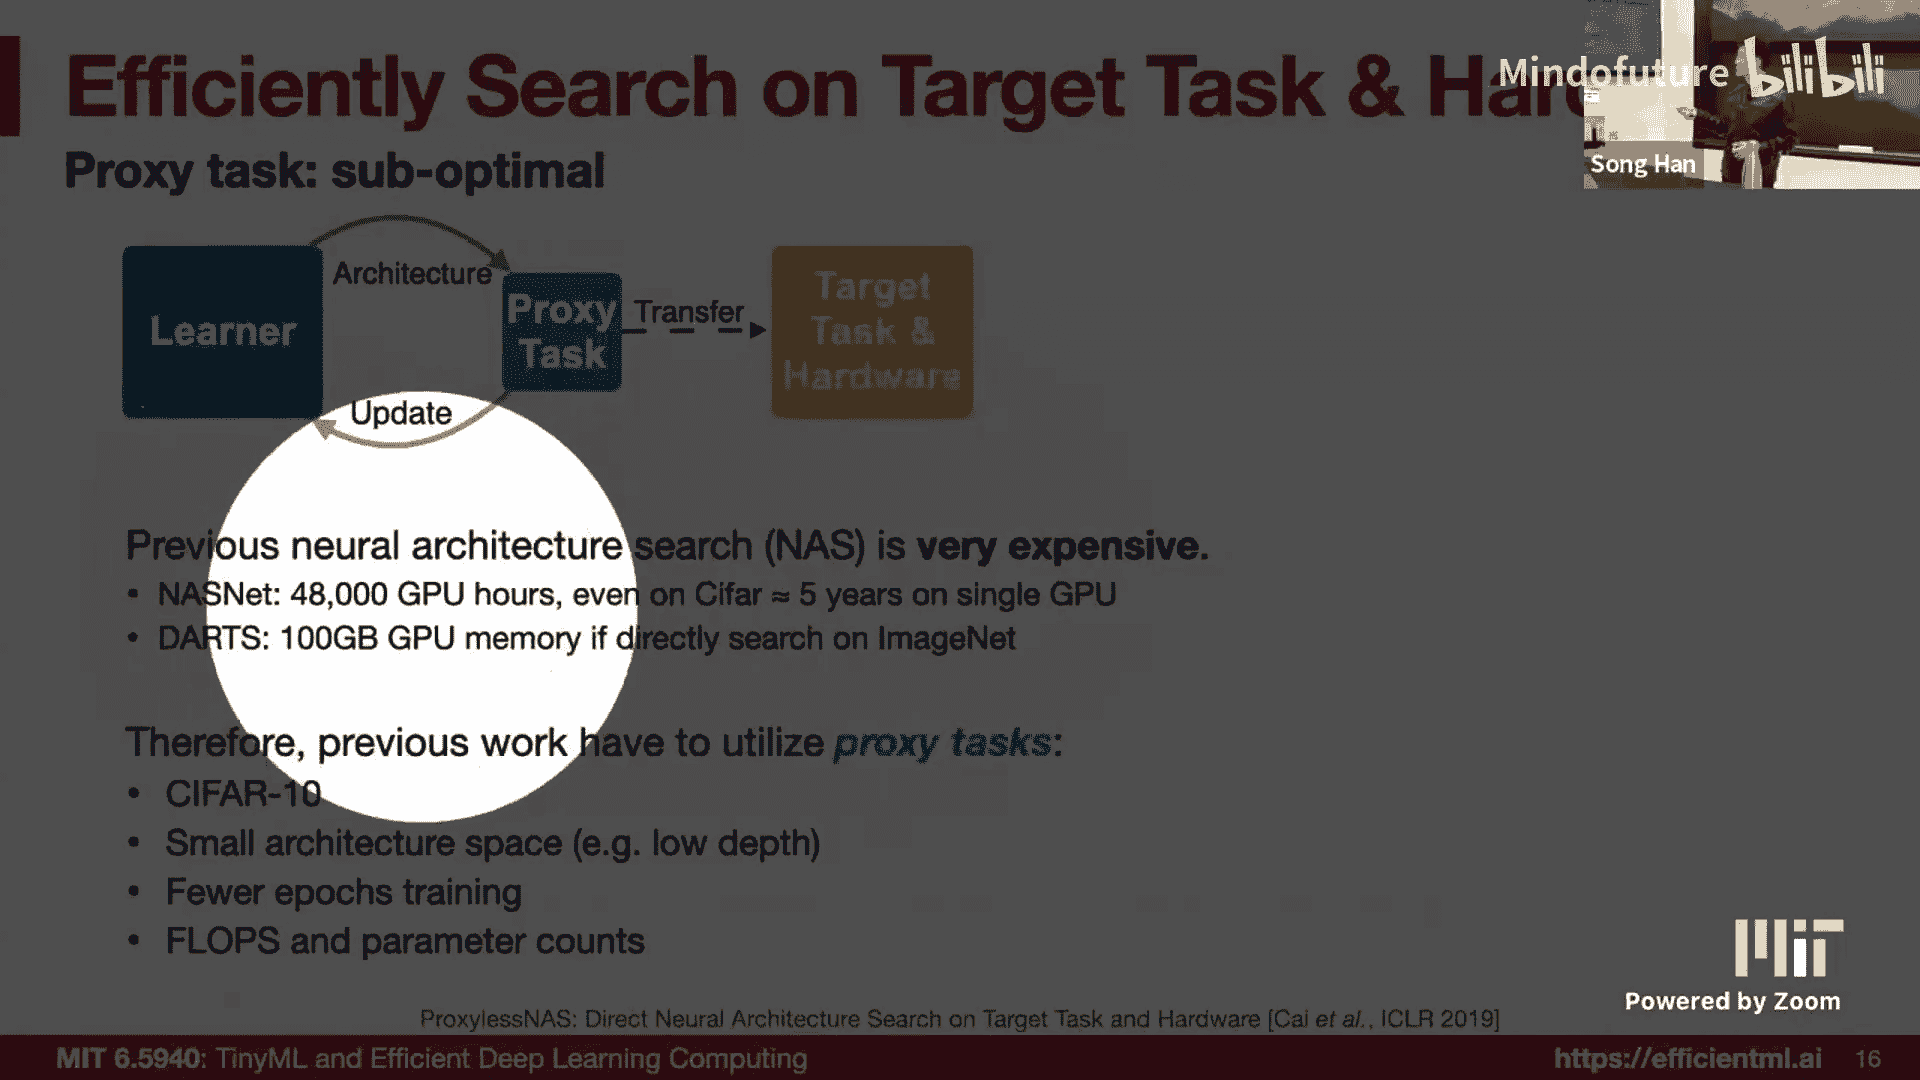 Efficiently Search on Target Task & Har
Mindofuture bilibili
Song Han
Proxy task: sub-optimal
Learner
Architecture
Proxy
Task
Transfer
Target
Task &
Hardware
Update
Previous neural architecture search (NAS) is very expensive.
• NASNet: 48,000 GPU hours, even on Cifar ≈ 5 years on single GPU
• DARTS: 100GB GPU memory if directly search on ImageNet
Therefore, previous work have to utilize proxy tasks:
• CIFAR-10
• Small architecture space (e.g. low depth)
• Fewer epochs training
• FLOPS and parameter counts
MIT
Powered by Zoom
ProxylessNAS: Direct Neural Architecture Search on Target Task and Hardware [Cai et al., ICLR 2019]
MIT 6.5940: TinyML and Efficient Deep Learning Computing
https://efficientml.ai 16